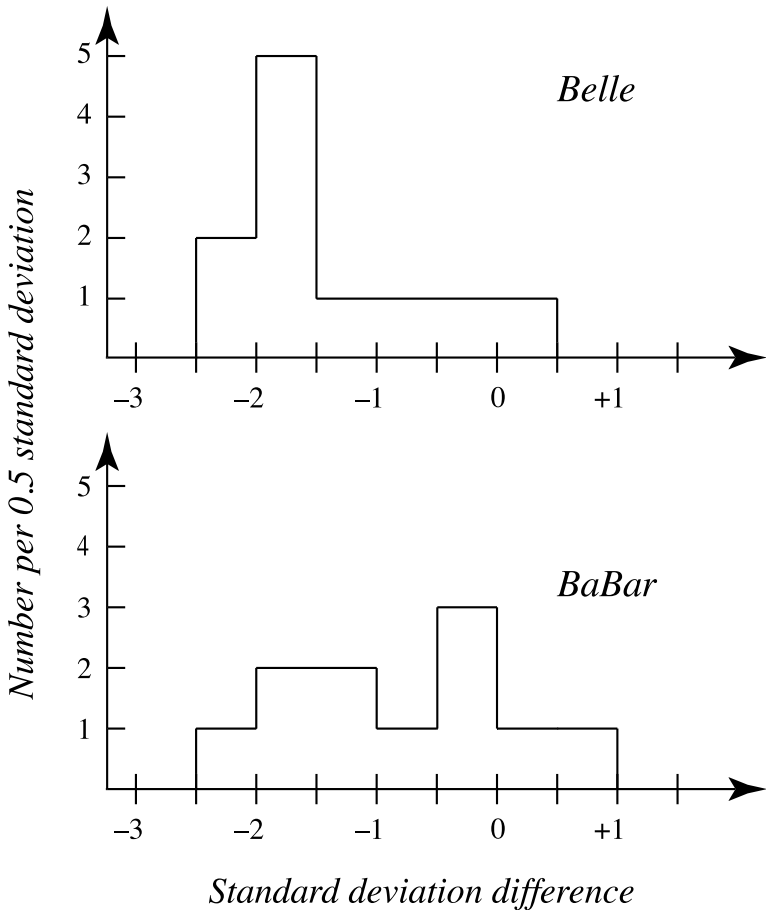 Number per 0.5 standard deviation
5
Belle
4
3
2
1
–3 –2 –1 0 +1
5
4
BaBar
3
2
1
–3 –2 –1 0 +1
Standard deviation difference